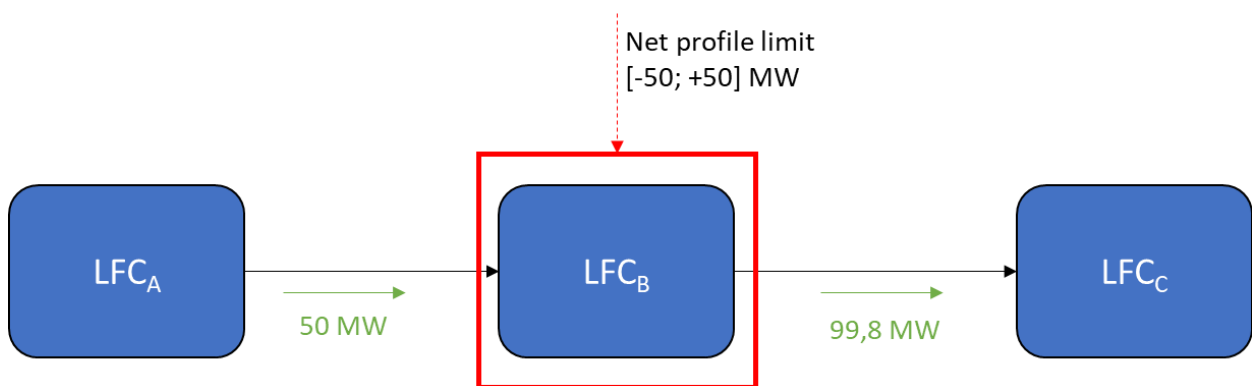 Net profile limit
[-50; +50] MW
LFC_A
LFC_B
LFC_C
50 MW
99,8 MW